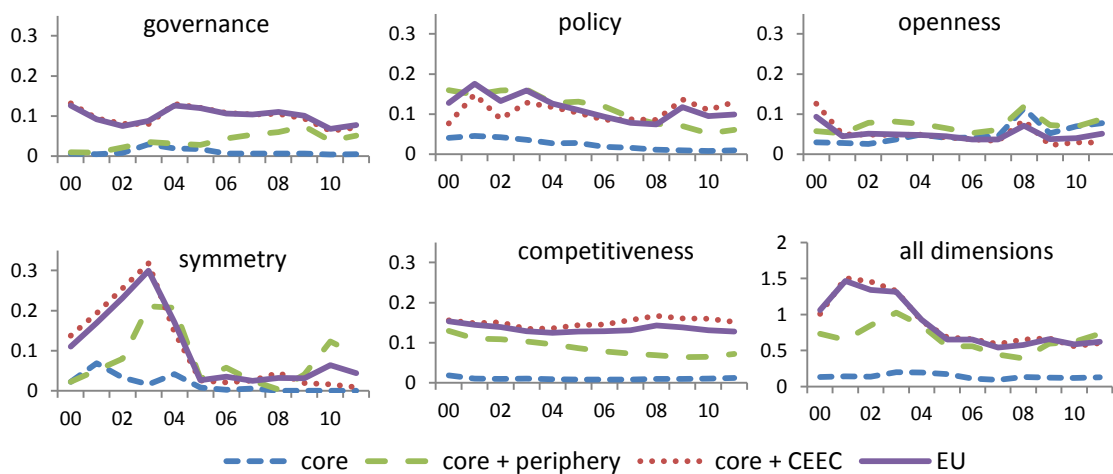 governance
policy
openness
0.3
0.2
0.1
0
00 02 04 06 08 10
0.3
0.2
0.1
0
00 02 04 06 08 10
0.3
0.2
0.1
0
00 02 04 06 08 10
symmetry
competitiveness
all dimensions
0.3
0.2
0.1
0
00 02 04 06 08 10
0.3
0.2
0.1
0
00 02 04 06 08 10
2
1.5
1
0.5
0
00 02 04 06 08 10
core core + periphery core + CEEC EU